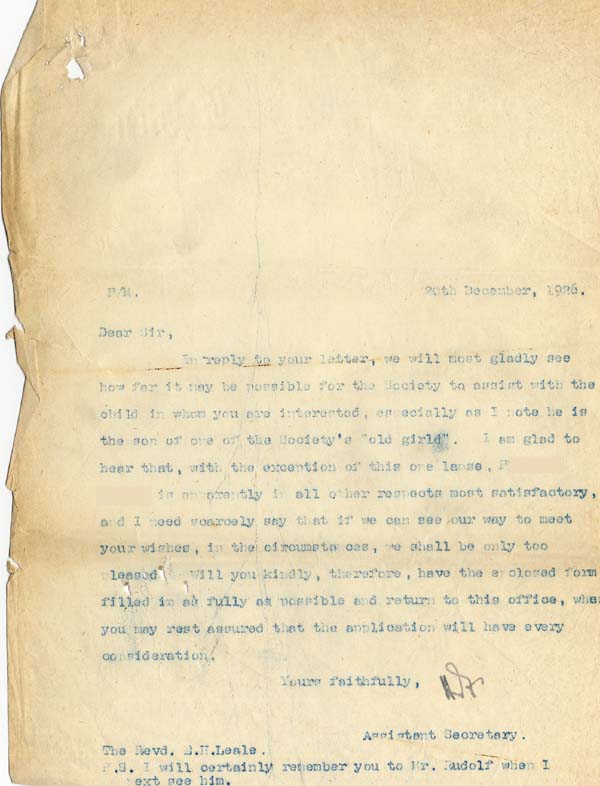 F/M. 20th December, 1926.
Dear Sir,
In reply to your letter, we will most gladly see
how far it may be possible for the Society to assist with the
child in whom you are interested, especially as I note he is
the son of one of the Society's "old girls". I am glad to
hear that, with the exception of this one lapse, F
is apparently in all other respects most satisfactory,
and I need scarcely say that if we can see our way to meet
your wishes, in the circumstances, we shall be only too
pleased. Will you kindly, therefore, have the enclosed form
filled in as fully as possible and return to this office, when
you may rest assured that the application will have every
consideration.
Yours faithfully,
Assistant Secretary.
The Revd. E.H.Leale.
P.S. I will certainly remember you to Mr. Rudolf when I
next see him.